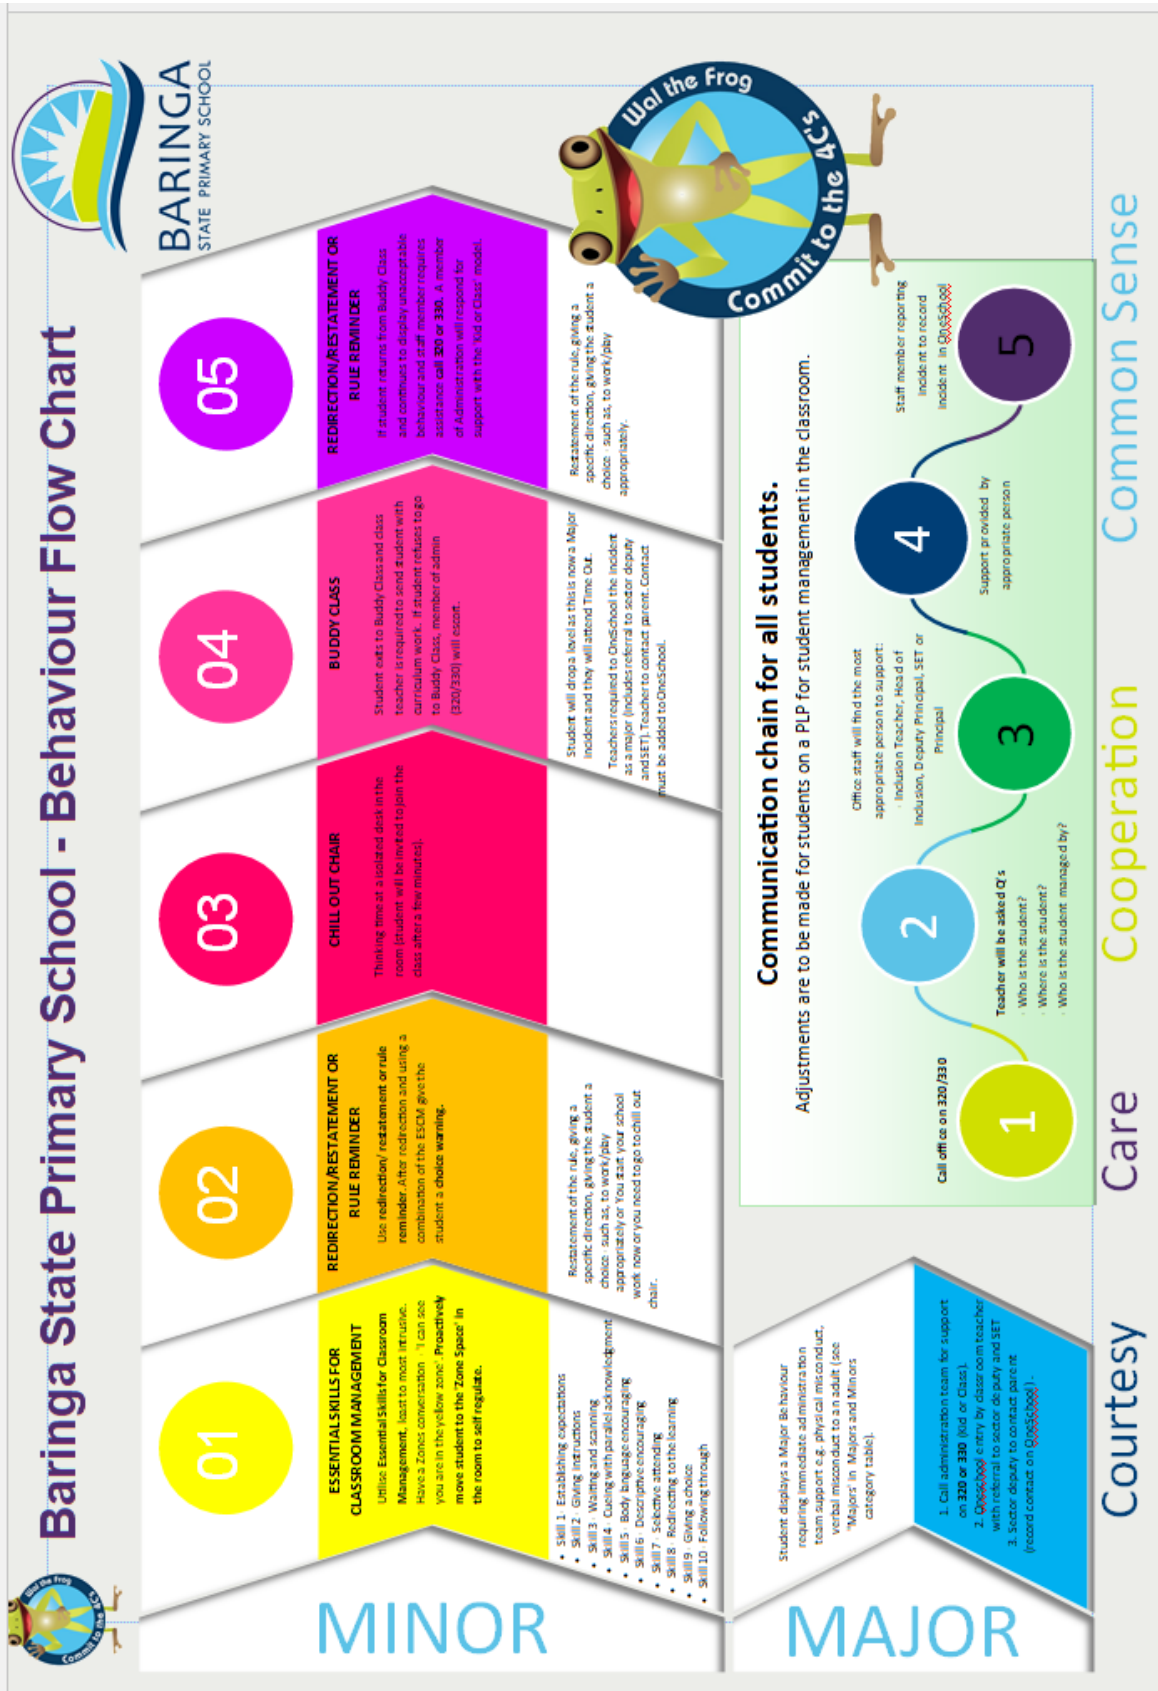 Baringa State Primary School - Behaviour Flow Chart
BARINGA
STATE PRIMARY SCHOOL
Wal the Frog
Commit to the 4C's
MINOR
01
ESSENTIAL SKILLS FOR
CLASSROOM MANAGEMENT
Utilise Essential Skills for Classroom
Management, least to most intrusive.
Have a Zones conversation - 'I can see
you are in the yellow zone'. Proactively
move student to the 'Zone Space' in
the room to self regulate.
• Skill 1 - Establishing expectations
• Skill 2 - Giving instructions
• Skill 3 - Waiting and scanning
• Skill 4 - Cueing with parallel acknowledgment
• Skill 5 - Body language encouraging
• Skill 6 - Descriptive encouraging
• Skill 7 - Selective attending
• Skill 8 - Redirecting to the learning
• Skill 9 - Giving a choice
• Skill 10 - Following through
02
REDIRECTION/RESTATEMENT OR
RULE REMINDER
Use redirection/ restatement or rule
reminder. After redirection and using a
combination of the ESCM give the
student a choice warning.
Restatement of the rule, giving a
specific direction, giving the student a
choice - such as, to work/play
appropriately or You start your school
work now or you need to go to chill out
chair.
03
CHILL OUT CHAIR
Thinking time at a isolated desk in the
room (student will be invited to join the
class after a few minutes).
04
BUDDY CLASS
Student exits to Buddy Class and class
teacher is required to send student with
curriculum work. If student refuses to go
to Buddy Class, member of admin
(320/330) will escort.
Student will drop a level as this is now a Major
incident and they will attend Time Out.
Teachers required to OneSchool the incident
as a major (includes referral to sector deputy
and SET). Teacher to contact parent. Contact
must be added to OneSchool.
05
REDIRECTION/RESTATEMENT OR
RULE REMINDER
If student returns from Buddy Class
and continues to display unacceptable
behaviour and staff member requires
assistance call 320 or 330. A member
of Administration will respond for
support with the 'Kid or Class' model.
Restatement of the rule, giving a
specific direction, giving the student a
choice - such as, to work/play
appropriately.
Wal the Frog
Commit to the 4C's
MAJOR
Student displays a Major Behaviour
requiring immediate administration
team support e.g. physical misconduct,
verbal misconduct to an adult (see
'Majors' in Majors and Minors
category table).
1. Call administration team for support
on 320 or 330 (Kid or Class).
2. Oneschool entry by classroom teacher
with referral to sector deputy and SET
3. Sector deputy to contact parent
(record contact on OneSchool).
Communication chain for all students.
Adjustments are to be made for students on a PLP for student management in the classroom.
Call office on 320/330
1
2
Teacher will be asked Q's
- Who is the student?
- Where is the student?
- Who is the student managed by?
Office staff will find the most
appropriate person to support:
- Inclusion Teacher, Head of
Inclusion, Deputy Principal, SET or
Principal
3
4
Support provided by
appropriate person
Staff member reporting
incident to record
incident in OneSchool
5
Courtesy Care Cooperation Common Sense